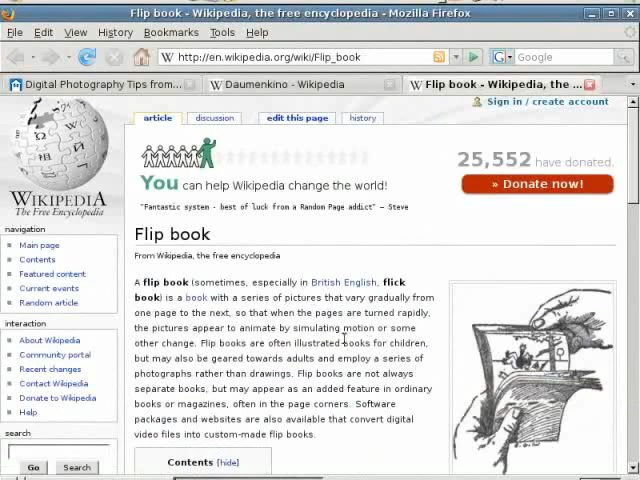 Flip book - Wikipedia, the free encyclopedia - Mozilla Firefox
File Edit View History Bookmarks Tools Help
http://en.wikipedia.org/wiki/Flip_book
Google
Digital Photography Tips from...
Daumenkino - Wikipedia
Flip book - Wikipedia, the ...
Sign in / create account
article discussion edit this page history
25,552 have donated.
You can help Wikipedia change the world!
» Donate now!
"Fantastic system - best of luck from a Random Page addict" — Steve
WIKIPEDIA
The Free Encyclopedia
navigation
Main page
Contents
Featured content
Current events
Random article
interaction
About Wikipedia
Community portal
Recent changes
Contact Wikipedia
Donate to Wikipedia
Help
search
Go Search
Flip book
From Wikipedia, the free encyclopedia
A flip book (sometimes, especially in British English, flick
book) is a book with a series of pictures that vary gradually from
one page to the next, so that when the pages are turned rapidly,
the pictures appear to animate by simulating motion or some
other change. Flip books are often illustrated books for children,
but may also be geared towards adults and employ a series of
photographs rather than drawings. Flip books are not always
separate books, but may appear as an added feature in ordinary
books or magazines, often in the page corners. Software
packages and websites are also available that convert digital
video files into custom-made flip books.
Contents [hide]